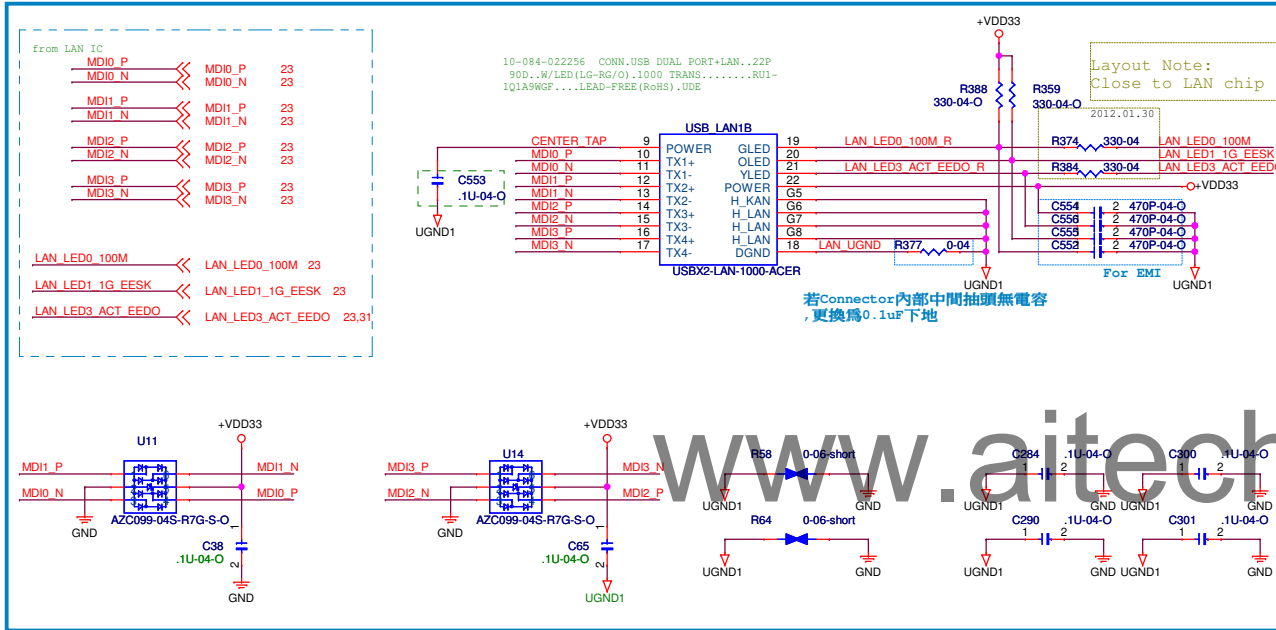 from LAN IC
MDI0_P MDI0_P 23
MDI0_N MDI0_N 23
MDI1_P MDI1_P 23
MDI1_N MDI1_N 23
MDI2_P MDI2_P 23
MDI2_N MDI2_N 23
MDI3_P MDI3_P 23
MDI3_N MDI3_N 23
LAN_LED0_100M LAN_LED0_100M 23
LAN_LED1_1G_EESK LAN_LED1_1G_EESK 23
LAN_LED3_ACT_EEDO LAN_LED3_ACT_EEDO 23,31
10-084-022256 CONN.USB DUAL PORT+LAN..22P
90D..W/LED(LG-RG/O).1000 TRANS........RU1-
1Q1A9WGF....LEAD-FREE(RoHS).UDE
+VDD33
R388
330-04-O
R359
330-04-O
Layout Note:
Close to LAN chip
2012.01.30
USB_LAN1B
CENTER_TAP 9 POWER GLED 19 LAN_LED0_100M_R R374 330-04 LAN_LED0_100M
MDI0_P 10 TX1+ OLED 20 LAN_LED1_1G_EESK
MDI0_N 11 TX1- YLED 21 LAN_LED3_ACT_EEDO_R R384 330-04 LAN_LED3_ACT_EEDO
MDI1_P 12 TX2+ POWER 22 +VDD33
MDI1_N 13 TX2- H_KAN G5
MDI2_P 14 TX3+ H_LAN G6
MDI2_N 15 TX3- H_LAN G7
MDI3_P 16 TX4+ H_LAN G8
MDI3_N 17 TX4- DGND 18 LAN_UGND R377 0-04
USBX2-LAN-1000-ACER
C553
.1U-04-O
UGND1
C554 2 470P-04-O
C556 2 470P-04-O
C555 2 470P-04-O
C552 2 470P-04-O
For EMI
UGND1
UGND1
若Connector內部中間抽頭無電容
,更換爲0.1uF下地
U11
+VDD33
MDI1_P MDI1_N
MDI0_N MDI0_P
AZC099-04S-R7G-S-O
GND
1
C38
.1U-04-O
2
GND
U14
+VDD33
MDI3_P MDI3_N
MDI2_N MDI2_P
AZC099-04S-R7G-S-O
GND
1
C65
.1U-04-O
2
UGND1
www.aitech
R58 0-06-short
UGND1 GND
R64 0-06-short
UGND1 GND
C284 .1U-04-O
1 2
UGND1 GND
C300 .1U-04-O
1 2
UGND1 GND
C290 .1U-04-O
1 2
UGND1 GND
C301 .1U-04-O
1 2
UGND1 GND